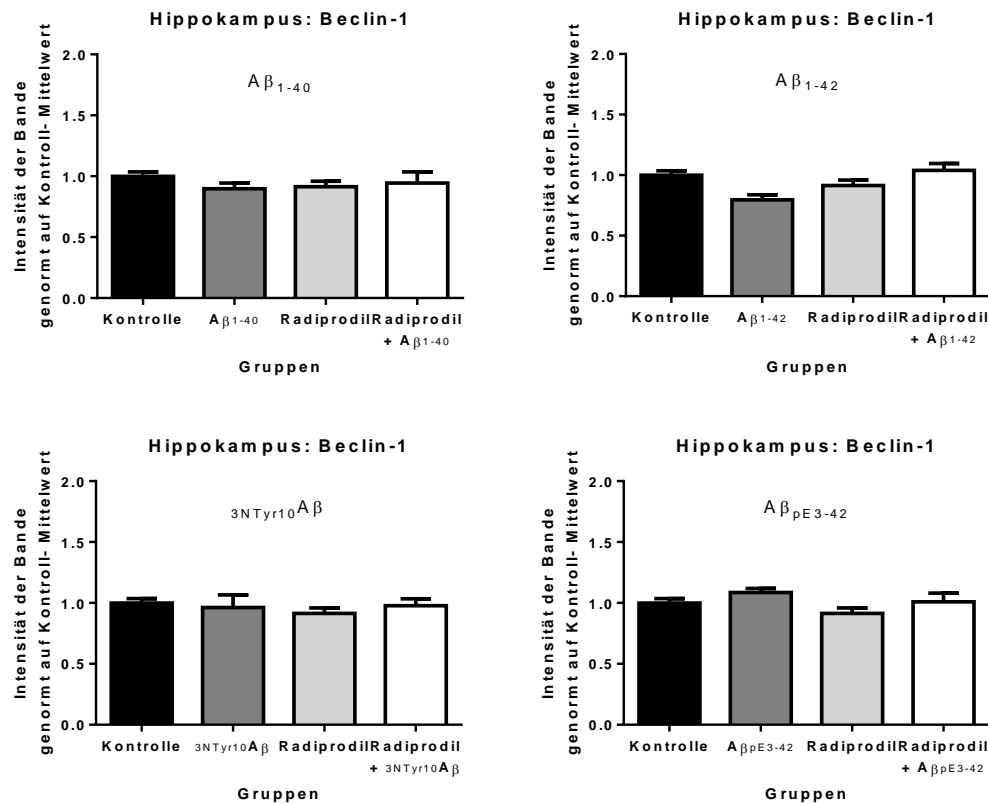 Hippokampus: Beclin-1
Intensität der Bande
genormt auf Kontroll-Mittelwert
2.0
1.5
1.0
0.5
0.0
Aβ1-40
Kontrolle Aβ1-40 Radiprodil Radiprodil
+ Aβ1-40
Gruppen
Hippokampus: Beclin-1
Intensität der Bande
genormt auf Kontroll-Mittelwert
2.0
1.5
1.0
0.5
0.0
Aβ1-42
Kontrolle Aβ1-42 Radiprodil Radiprodil
+ Aβ1-42
Gruppen
Hippokampus: Beclin-1
Intensität der Bande
genormt auf Kontroll-Mittelwert
2.0
1.5
1.0
0.5
0.0
3NTyr10Aβ
Kontrolle 3NTyr10Aβ Radiprodil Radiprodil
+ 3NTyr10Aβ
Gruppen
Hippokampus: Beclin-1
Intensität der Bande
genormt auf Kontroll-Mittelwert
2.0
1.5
1.0
0.5
0.0
AβpE3-42
Kontrolle AβpE3-42 Radiprodil Radiprodil
+ AβpE3-42
Gruppen